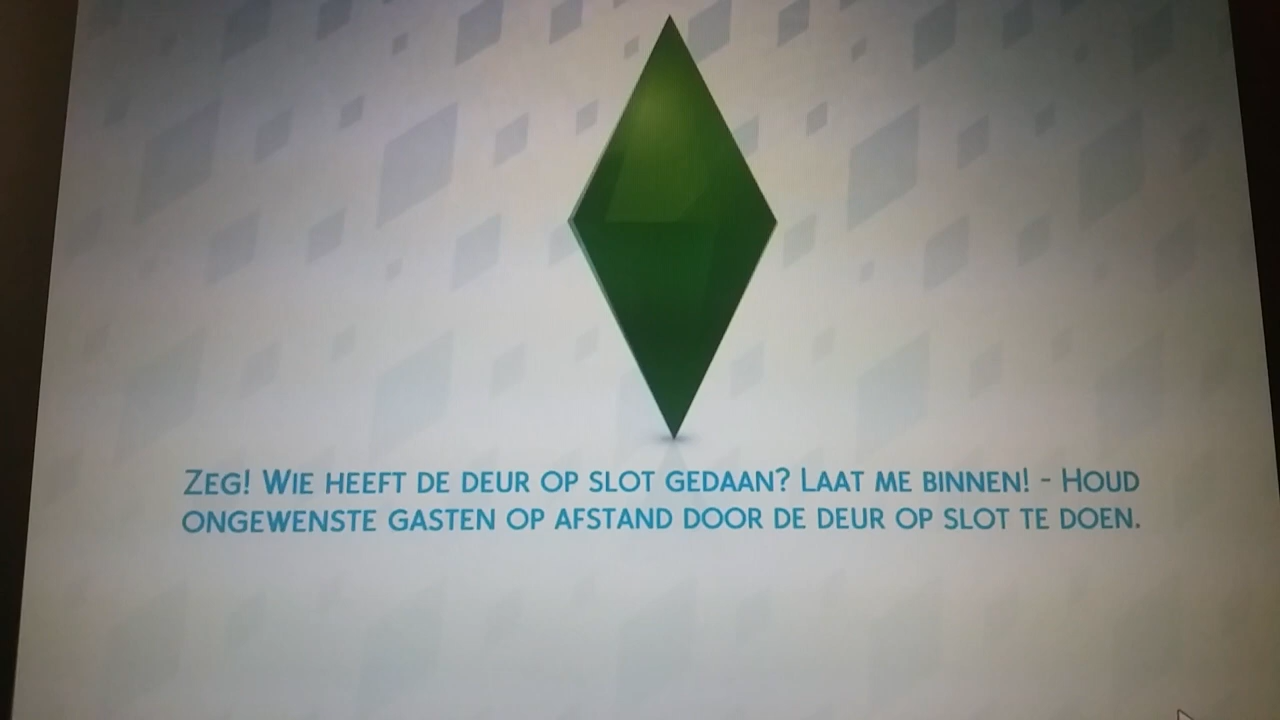 Zeg! Wie heeft de deur op slot gedaan? Laat me binnen! - Houd
ongewenste gasten op afstand door de deur op slot te doen.